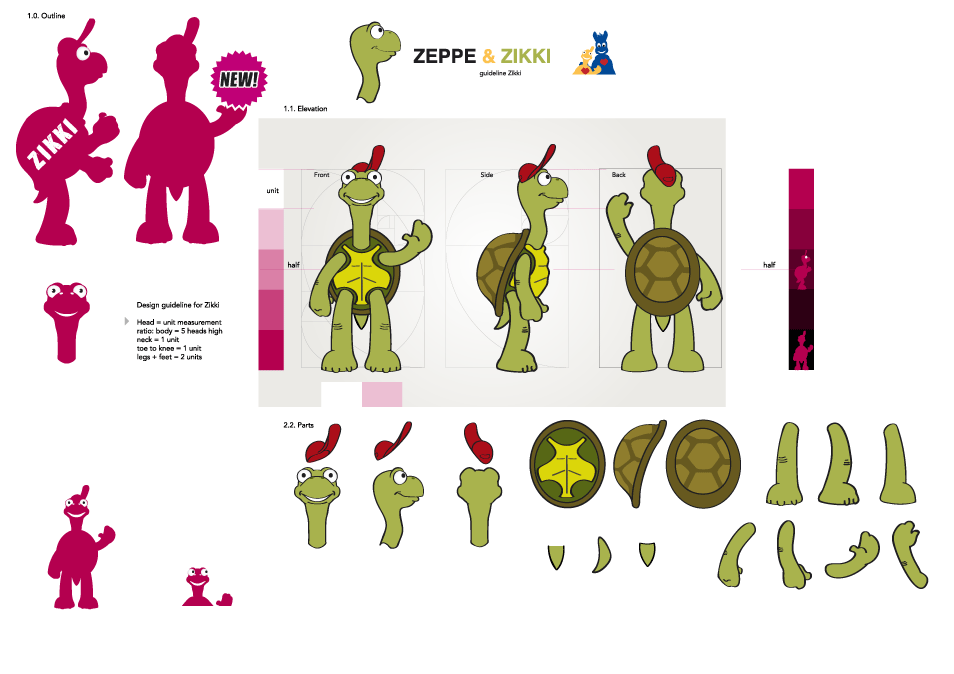 1.0. Outline
ZIKKI
NEW!
ZEPPE & ZIKKI
guideline Zikki
1.1. Elevation
Front
Side
Back
unit
half
half
Design guideline for Zikki
Head = unit measurement
ratio: body = 5 heads high
neck = 1 unit
toe to knee = 1 unit
legs + feet = 2 units
2.2. Parts